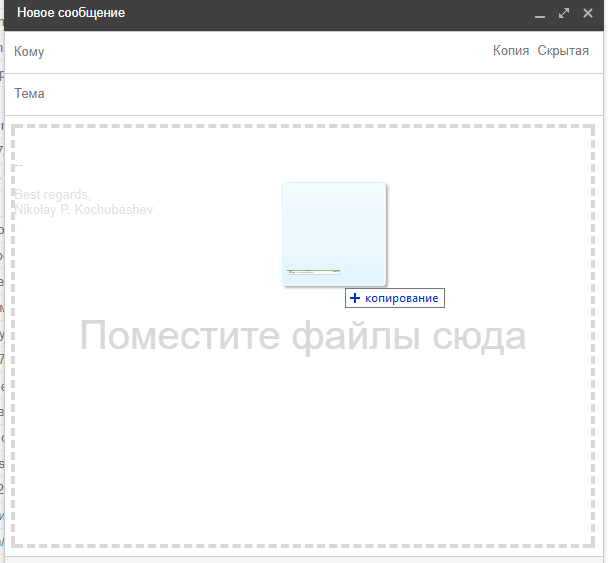 Новое сообщение
Кому
Копия Скрытая
Тема
--
Best regards,
Nikolay P. Kochubashev
+ копирование
Поместите файлы сюда